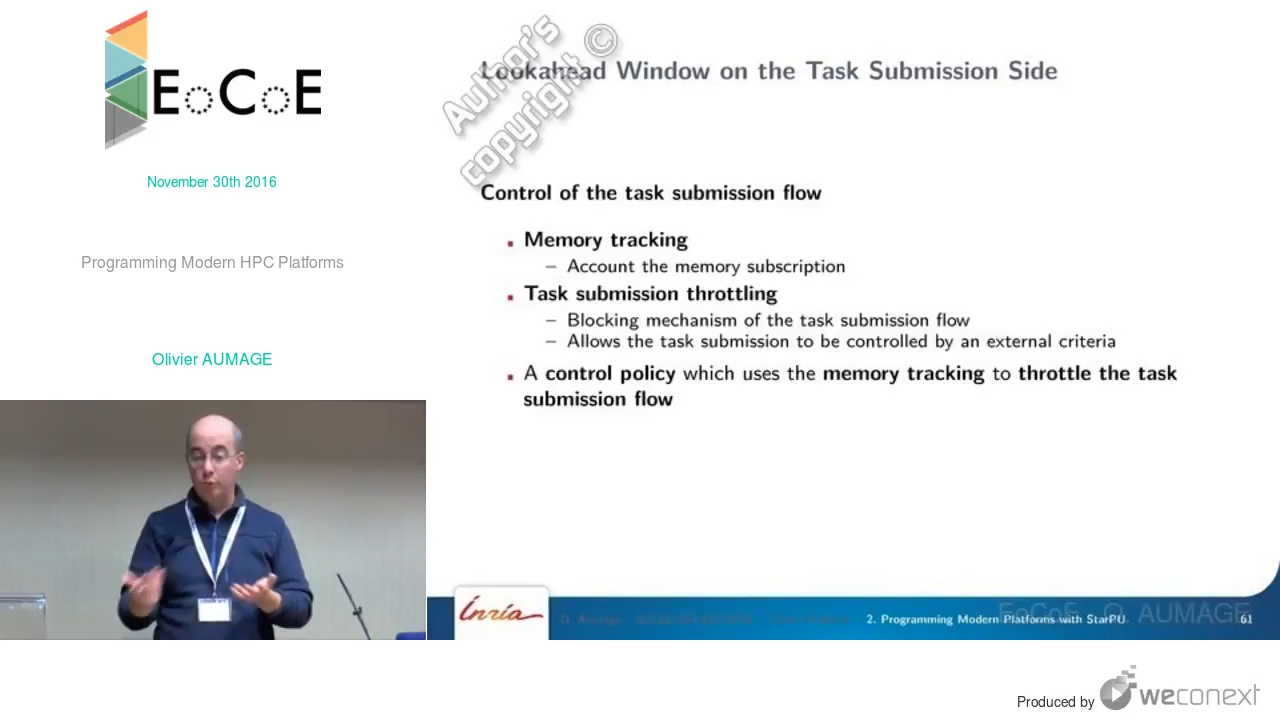 EoCoE
November 30th 2016
Programming Modern HPC Platforms
Olivier AUMAGE
Author's
copyright ©
Lookahead Window on the Task Submission Side
Control of the task submission flow
▪ Memory tracking
– Account the memory subscription
▪ Task submission throttling
– Blocking mechanism of the task submission flow
– Allows the task submission to be controlled by an external criteria
▪ A control policy which uses the memory tracking to throttle the task
submission flow
Inria
O. Aumage
2. Programming Modern Platforms with StarPU
EoCoE O. AUMAGE
61
Produced by weconext